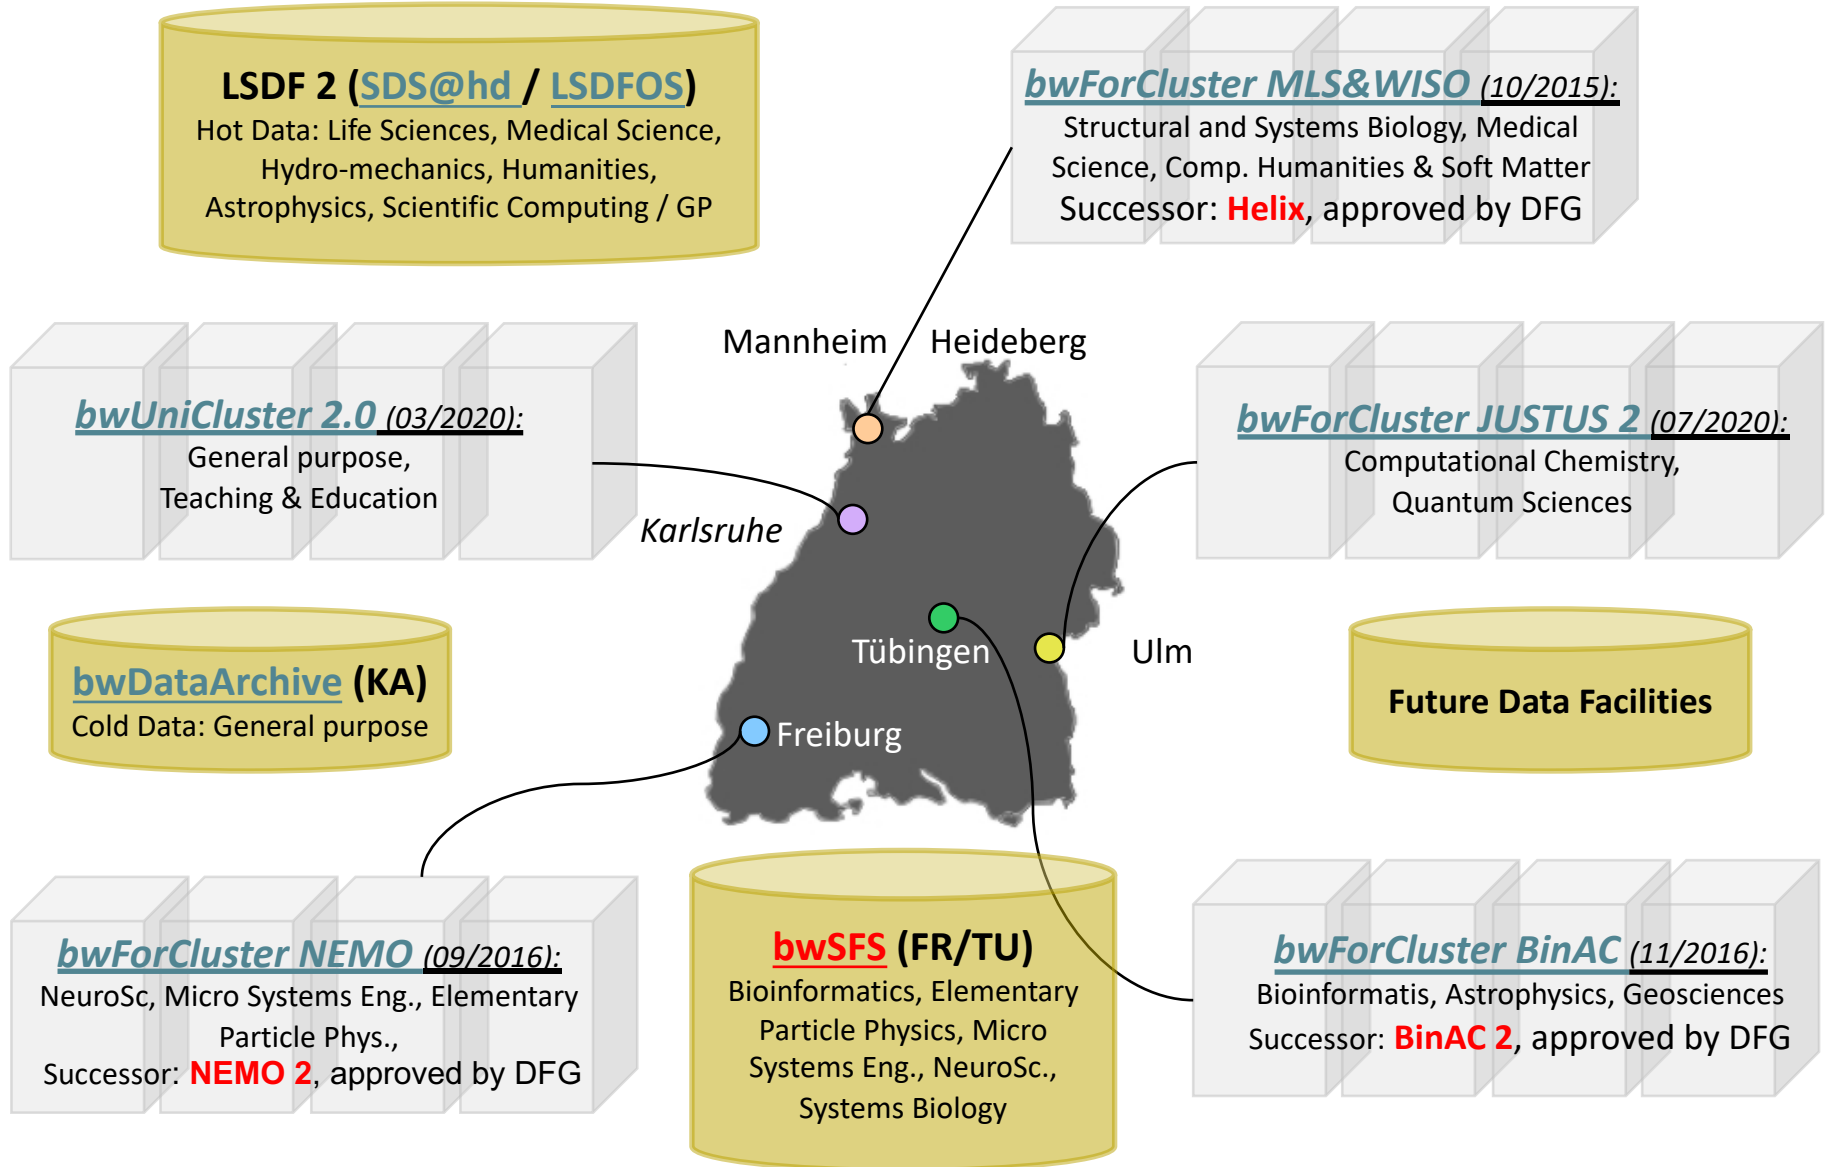 LSDF 2 (SDS@hd / LSDFOS)
Hot Data: Life Sciences, Medical Science,
Hydro-mechanics, Humanities,
Astrophysics, Scientific Computing / GP
bwForCluster MLS&WISO (10/2015):
Structural and Systems Biology, Medical
Science, Comp. Humanities & Soft Matter
Successor: Helix, approved by DFG
Mannheim
Heideberg
bwUniCluster 2.0 (03/2020):
General purpose,
Teaching & Education
Karlsruhe
bwForCluster JUSTUS 2 (07/2020):
Computational Chemistry,
Quantum Sciences
Tübingen
Ulm
bwDataArchive (KA)
Cold Data: General purpose
Freiburg
Future Data Facilities
bwForCluster NEMO (09/2016):
NeuroSc, Micro Systems Eng., Elementary
Particle Phys.,
Successor: NEMO 2, approved by DFG
bwSFS (FR/TU)
Bioinformatics, Elementary
Particle Physics, Micro
Systems Eng., NeuroSc.,
Systems Biology
bwForCluster BinAC (11/2016):
Bioinformatis, Astrophysics, Geosciences
Successor: BinAC 2, approved by DFG